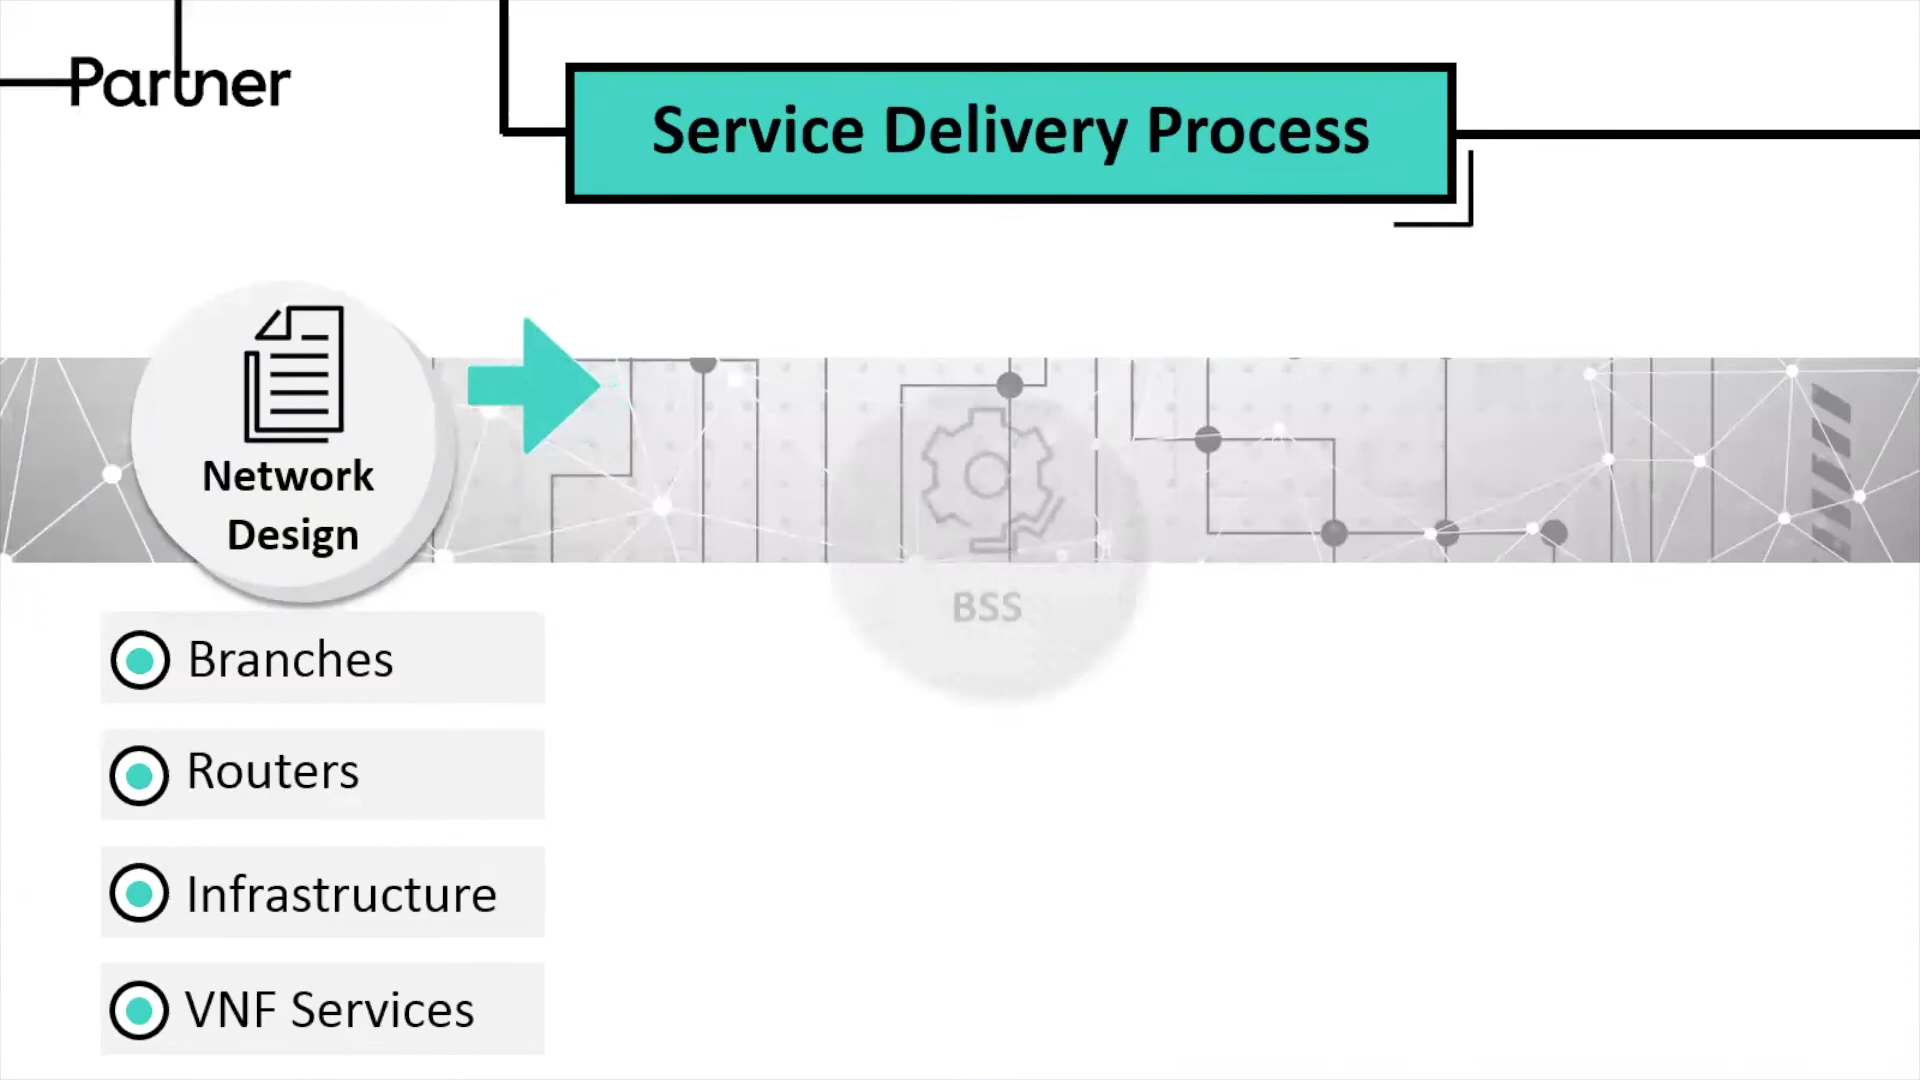 Partner
Service Delivery Process
Network
Design
BSS
Branches
Routers
Infrastructure
VNF Services